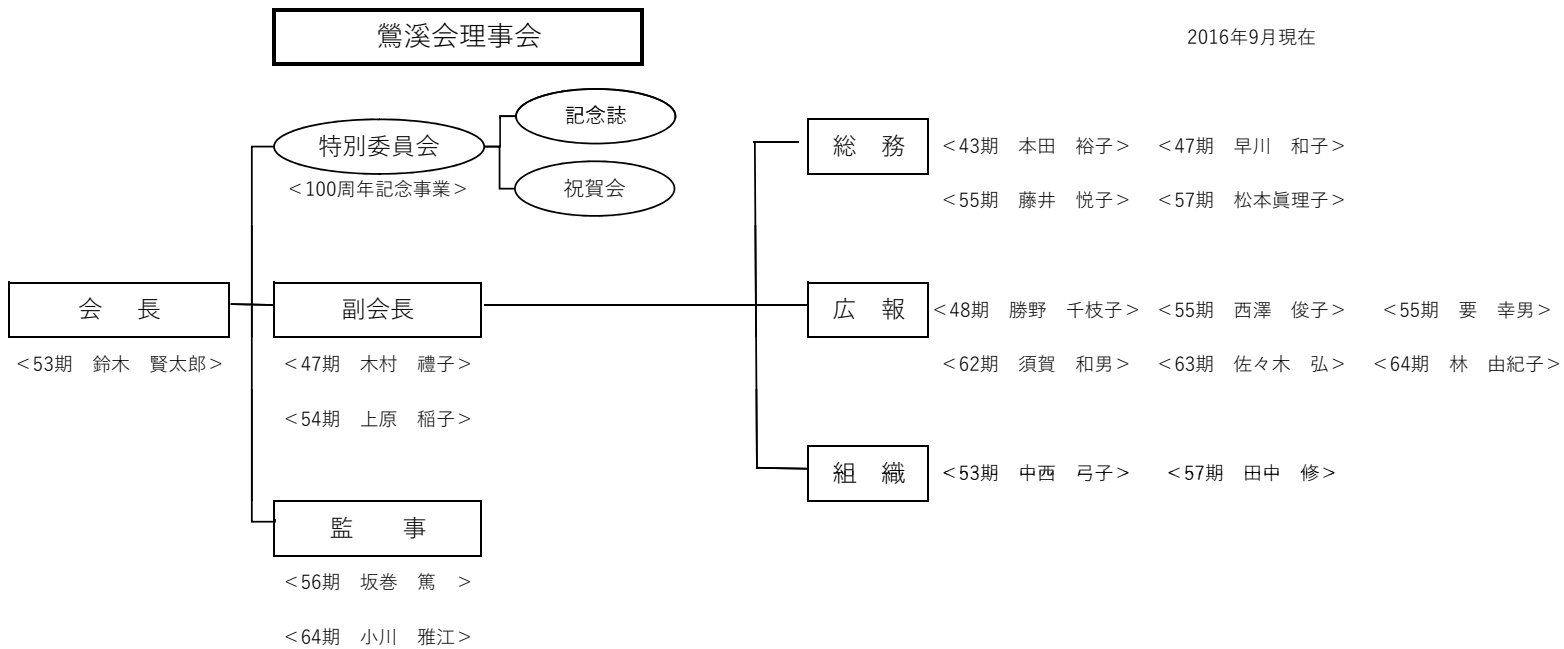 鶯溪会理事会
2016年9月現在
特別委員会
<100周年記念事業>
記念誌
祝賀会
会　長
<53期　鈴木　賢太郎>
副会長
<47期　木村　禮子>
<54期　上原　稲子>
監　事
<56期　坂巻　篤　>
<64期　小川　雅江>
総　務
<43期　本田　裕子>　<47期　早川　和子>
<55期　藤井　悦子>　<57期　松本眞理子>
広　報
<48期　勝野　千枝子>　<55期　西澤　俊子>　<55期　要　幸男>
<62期　須賀　和男>　<63期　佐々木　弘>　<64期　林　由紀子>
組　織
<53期　中西　弓子>　<57期　田中　修>